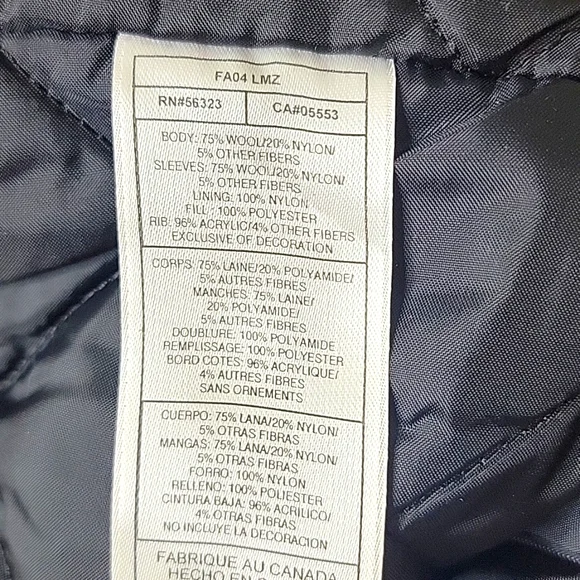 FA04 LMZ
RN#56323 CA#05553
BODY: 75% WOOL/20% NYLON/
5% OTHER FIBERS
SLEEVES: 75% WOOL/20% NYLON/
5% OTHER FIBERS
LINING: 100% NYLON
FILL : 100% POLYESTER
RIB: 96% ACRYLIC/4% OTHER FIBERS
EXCLUSIVE OF DECORATION
CORPS: 75% LAINE/20% POLYAMIDE/
5% AUTRES FIBRES
MANCHES: 75% LAINE/
20% POLYAMIDE/
5% AUTRES FIBRES
DOUBLURE: 100% POLYAMIDE
REMPLISSAGE: 100% POLYESTER
BORD COTES: 96% ACRYLIQUE/
4% AUTRES FIBRES
SANS ORNEMENTS
CUERPO: 75% LANA/20% NYLON/
5% OTRAS FIBRAS
MANGAS: 75% LANA/20% NYLON/
5% OTRAS FIBRAS
FORRO: 100% NYLON
RELLENO: 100% POLIESTER
CINTURA BAJA: 96% ACRILICO/
4% OTRAS FIBRAS
NO INCLUYE LA DECORACION
FABRIQUE AU CANADA
HECHO EN